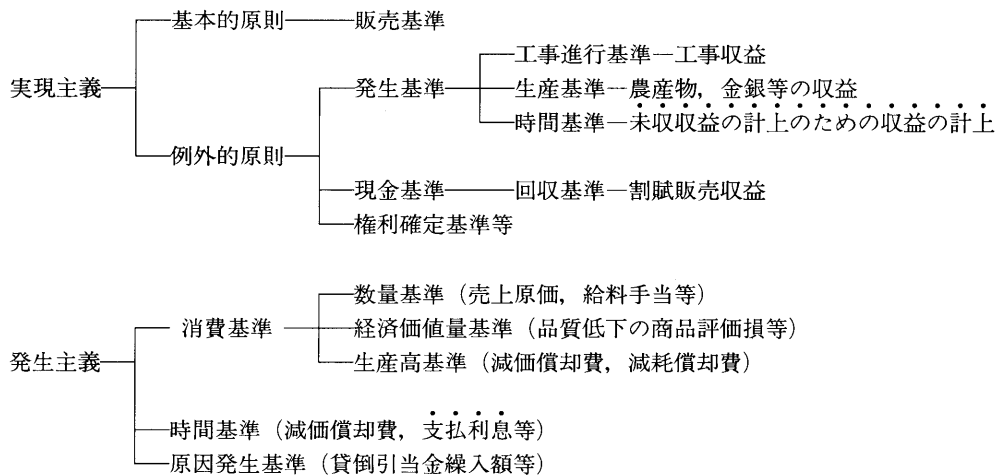 基本的原則 販売基準
工事進行基準 工事収益
実現主義 発生基準 生産基準 農産物，金銀等の収益
時間基準 未収収益の計上のための収益の計上
例外的原則
現金基準 回収基準 割賦販売収益
権利確定基準等
数量基準（売上原価，給料手当等）
消費基準 経済価値量基準（品質低下の商品評価損等）
発生主義 生産高基準（減価償却費，減耗償却費）
時間基準（減価償却費，支払利息等）
原因発生基準（貸倒引当金繰入額等）